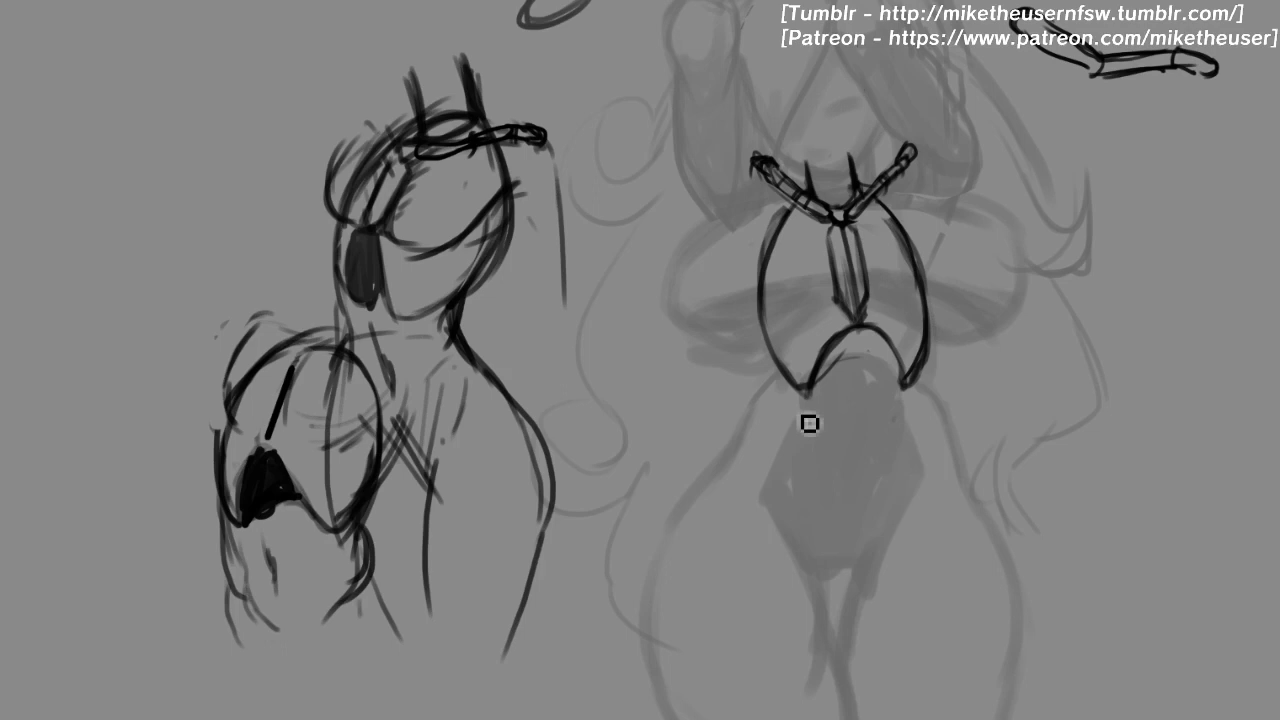 [Tumblr - http://miketheusernfsw.tumblr.com/]
[Patreon - https://www.patreon.com/miketheuser]